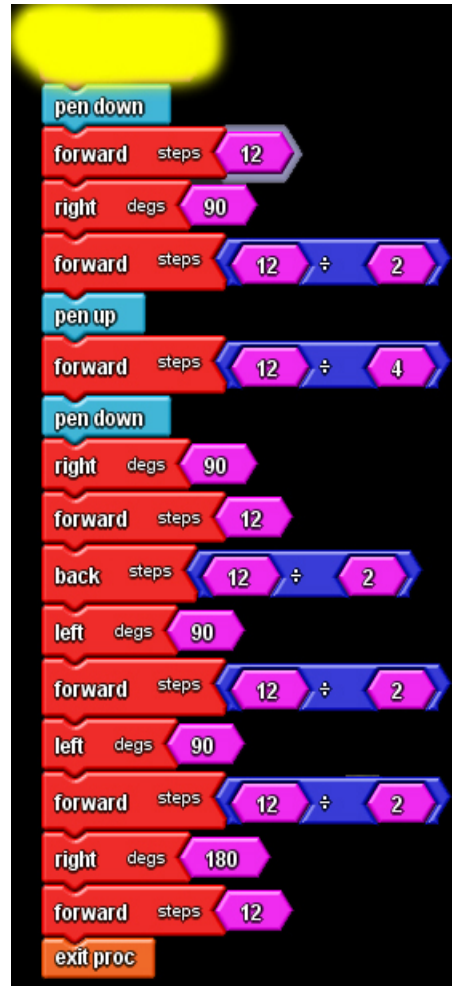 pen down
forward steps 12
right degs 90
forward steps 12 ÷ 2
pen up
forward steps 12 ÷ 4
pen down
right degs 90
forward steps 12
back steps 12 ÷ 2
left degs 90
forward steps 12 ÷ 2
left degs 90
forward steps 12 ÷ 2
right degs 180
forward steps 12
exit proc